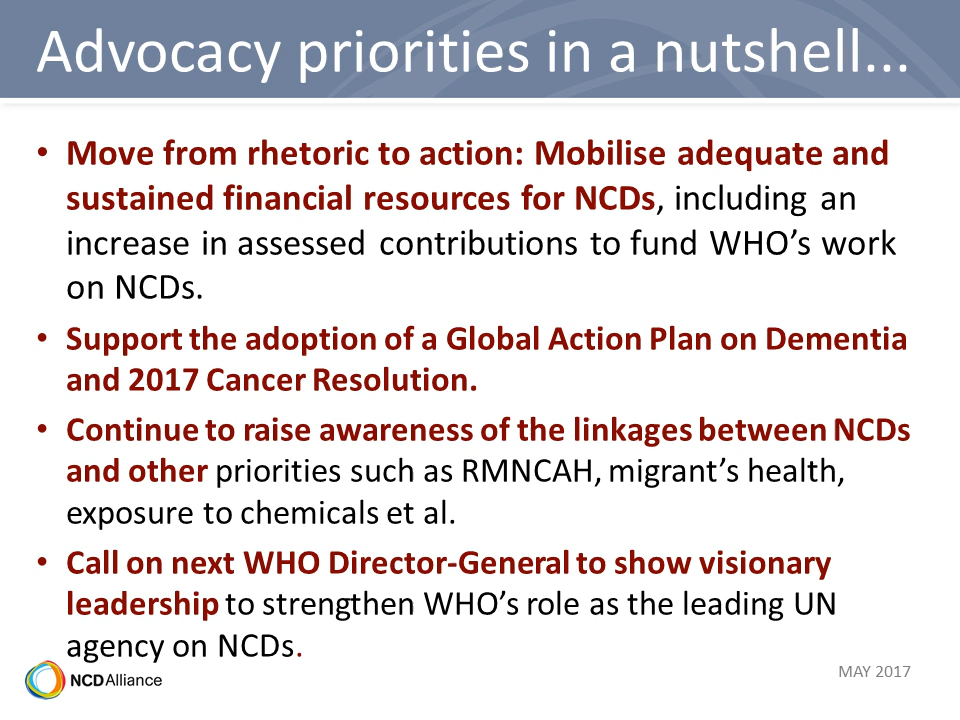 Advocacy priorities in a nutshell...
• Move from rhetoric to action: Mobilise adequate and
sustained financial resources for NCDs, including an
increase in assessed contributions to fund WHO’s work
on NCDs.
• Support the adoption of a Global Action Plan on Dementia
and 2017 Cancer Resolution.
• Continue to raise awareness of the linkages between NCDs
and other priorities such as RMNCAH, migrant’s health,
exposure to chemicals et al.
• Call on next WHO Director-General to show visionary
leadership to strengthen WHO’s role as the leading UN
agency on NCDs.
NCD Alliance
MAY 2017